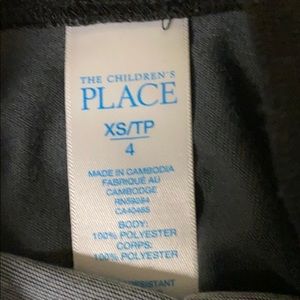 THE CHILDREN'S
PLACE
XS/TP
4
MADE IN CAMBODIA
FABRIQUÉ AU
CAMBODGE
RN59284
CA40465
BODY:
100% POLYESTER
CORPS:
100% POLYESTER